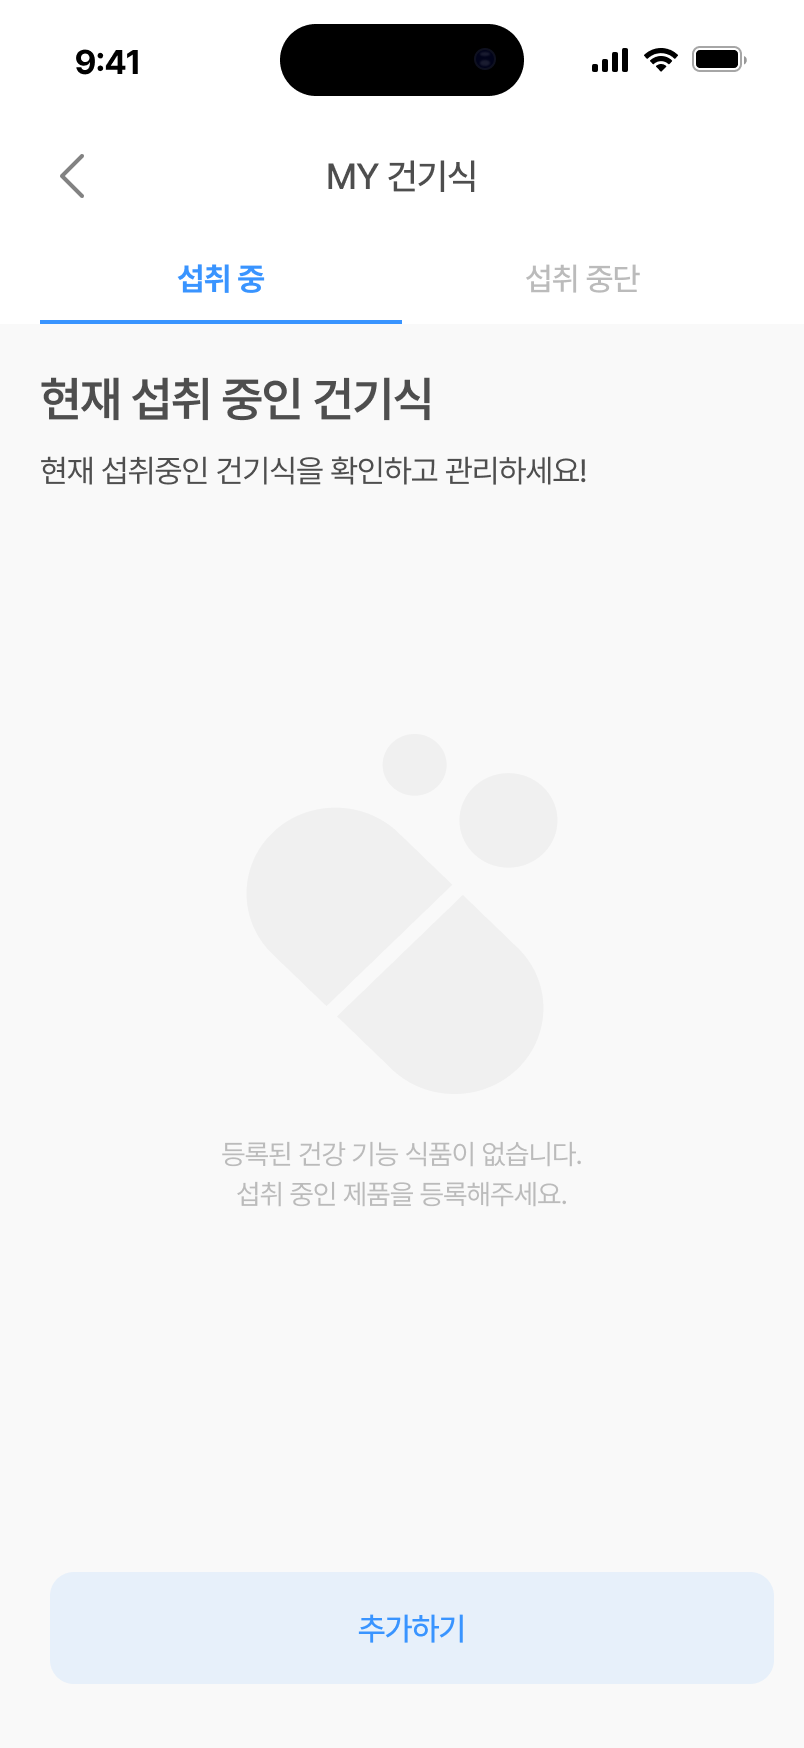 9:41
MY 건기식
섭취 중
섭취 중단
현재 섭취 중인 건기식
현재 섭취중인 건기식을 확인하고 관리하세요!
등록된 건강 기능 식품이 없습니다.
섭취 중인 제품을 등록해주세요.
추가하기